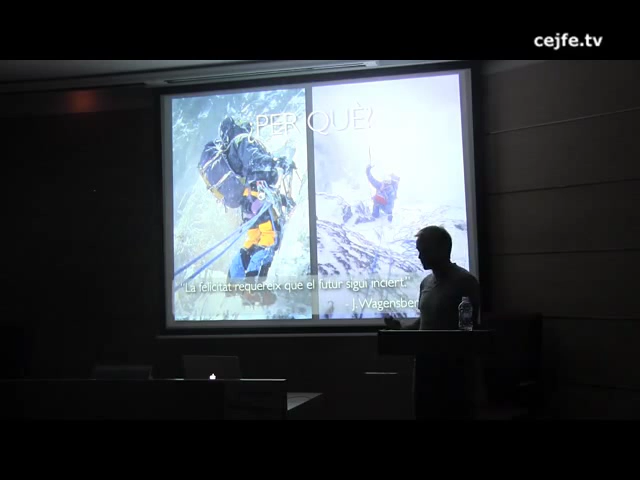 cejfe.tv
¿PER QUÈ?
"La felicitat requereix que el futur sigui incert."
- J. Wagensber